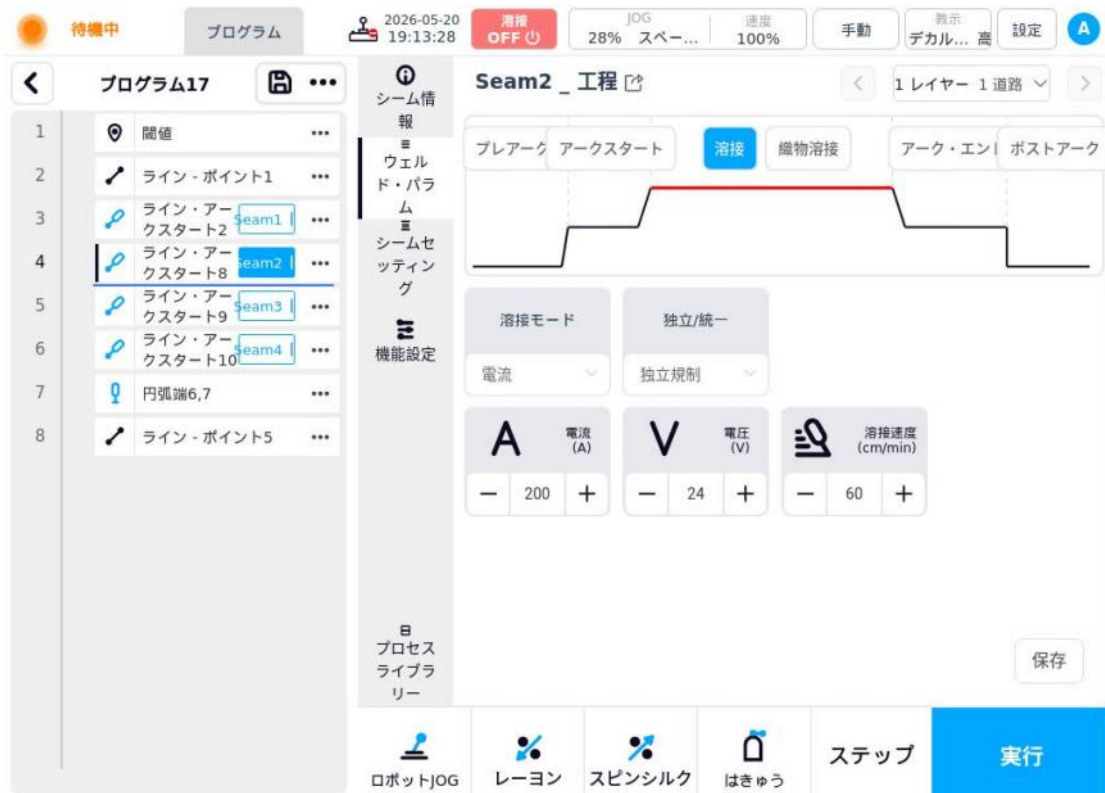 待機中
プログラム
2026-05-20
19:13:28
溶接
OFF
JOG
28% スペー...
速度
100%
手動
教示
デカル... 高
設定
A
プログラム17
1 閾値
2 ライン - ポイント1
3 ライン・アー
クスタート2 Seam1
4 ライン・アー
クスタート8 Seam2
5 ライン・アー
クスタート9 Seam3
6 ライン・アー
クスタート10 Seam4
7 円弧端6,7
8 ライン - ポイント5
シーム情
報
ウェル
ド・パラ
ム
シームセ
ッティン
グ
機能設定
プロセス
ライブラ
リー
Seam2 _ 工程
1 レイヤー 1 道路
プレアーク アークスタート 溶接 織物溶接 アーク・エン ポストアーク
溶接モード
電流
独立/統一
独立規制
A 電流
(A)
− 200 +
V 電圧
(V)
− 24 +
溶接速度
(cm/min)
− 60 +
保存
ロボットJOG
レーヨン
スピンシルク
はきゅう
ステップ
実行